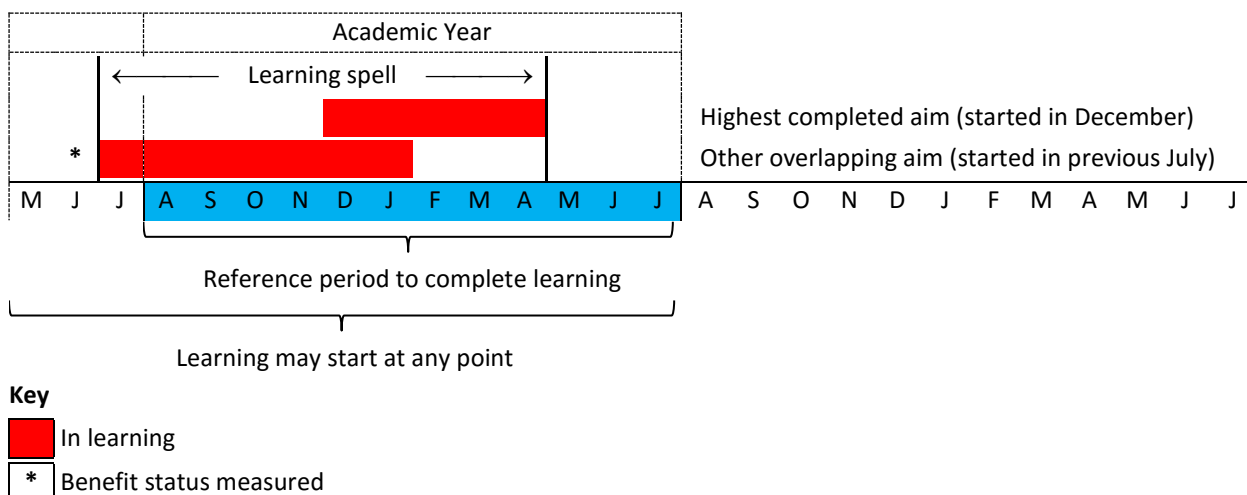 Academic Year
Learning spell
Highest completed aim (started in December)
* Other overlapping aim (started in previous July)
M J J A S O N D J F M A M J J A S O N D J F M A M J J
Reference period to complete learning
Learning may start at any point
Key
In learning
* Benefit status measured